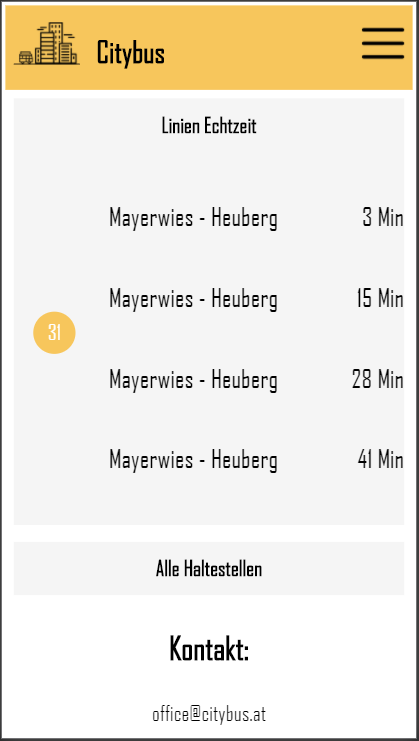 Citybus
Linien Echtzeit
Mayerwies - Heuberg 3 Min
Mayerwies - Heuberg 15 Min
31
Mayerwies - Heuberg 28 Min
Mayerwies - Heuberg 41 Min
Alle Haltestellen
Kontakt:
office@citybus.at